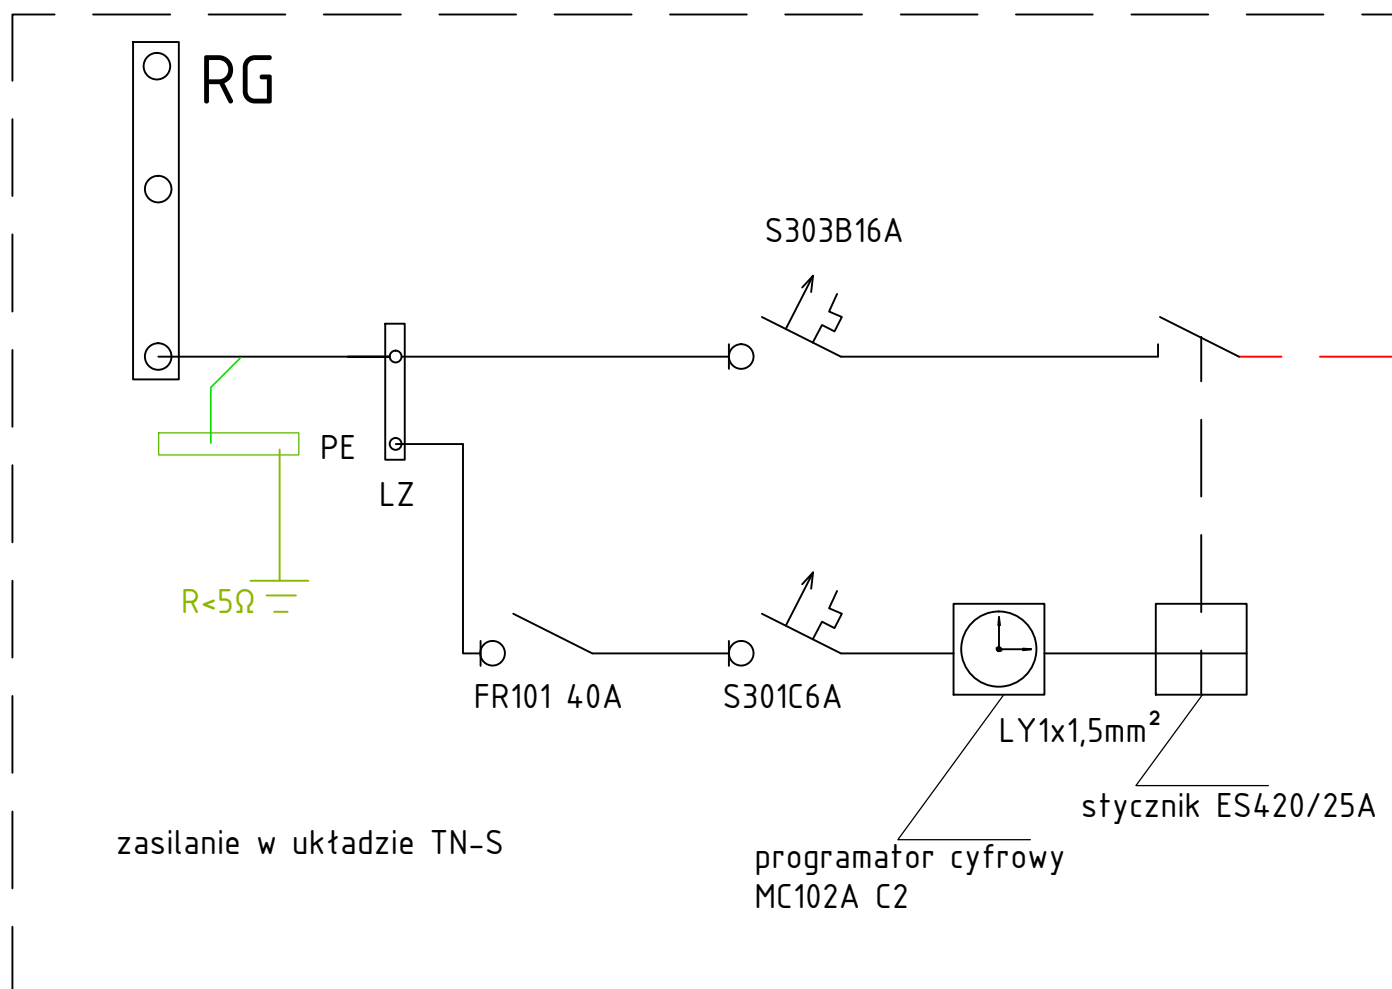 RG
S303B16A
PE
LZ
R<5Ω
FR101 40A
S301C6A
LY1x1,5mm²
stycznik ES420/25A
zasilanie w układzie TN-S
programator cyfrowy
MC102A C2